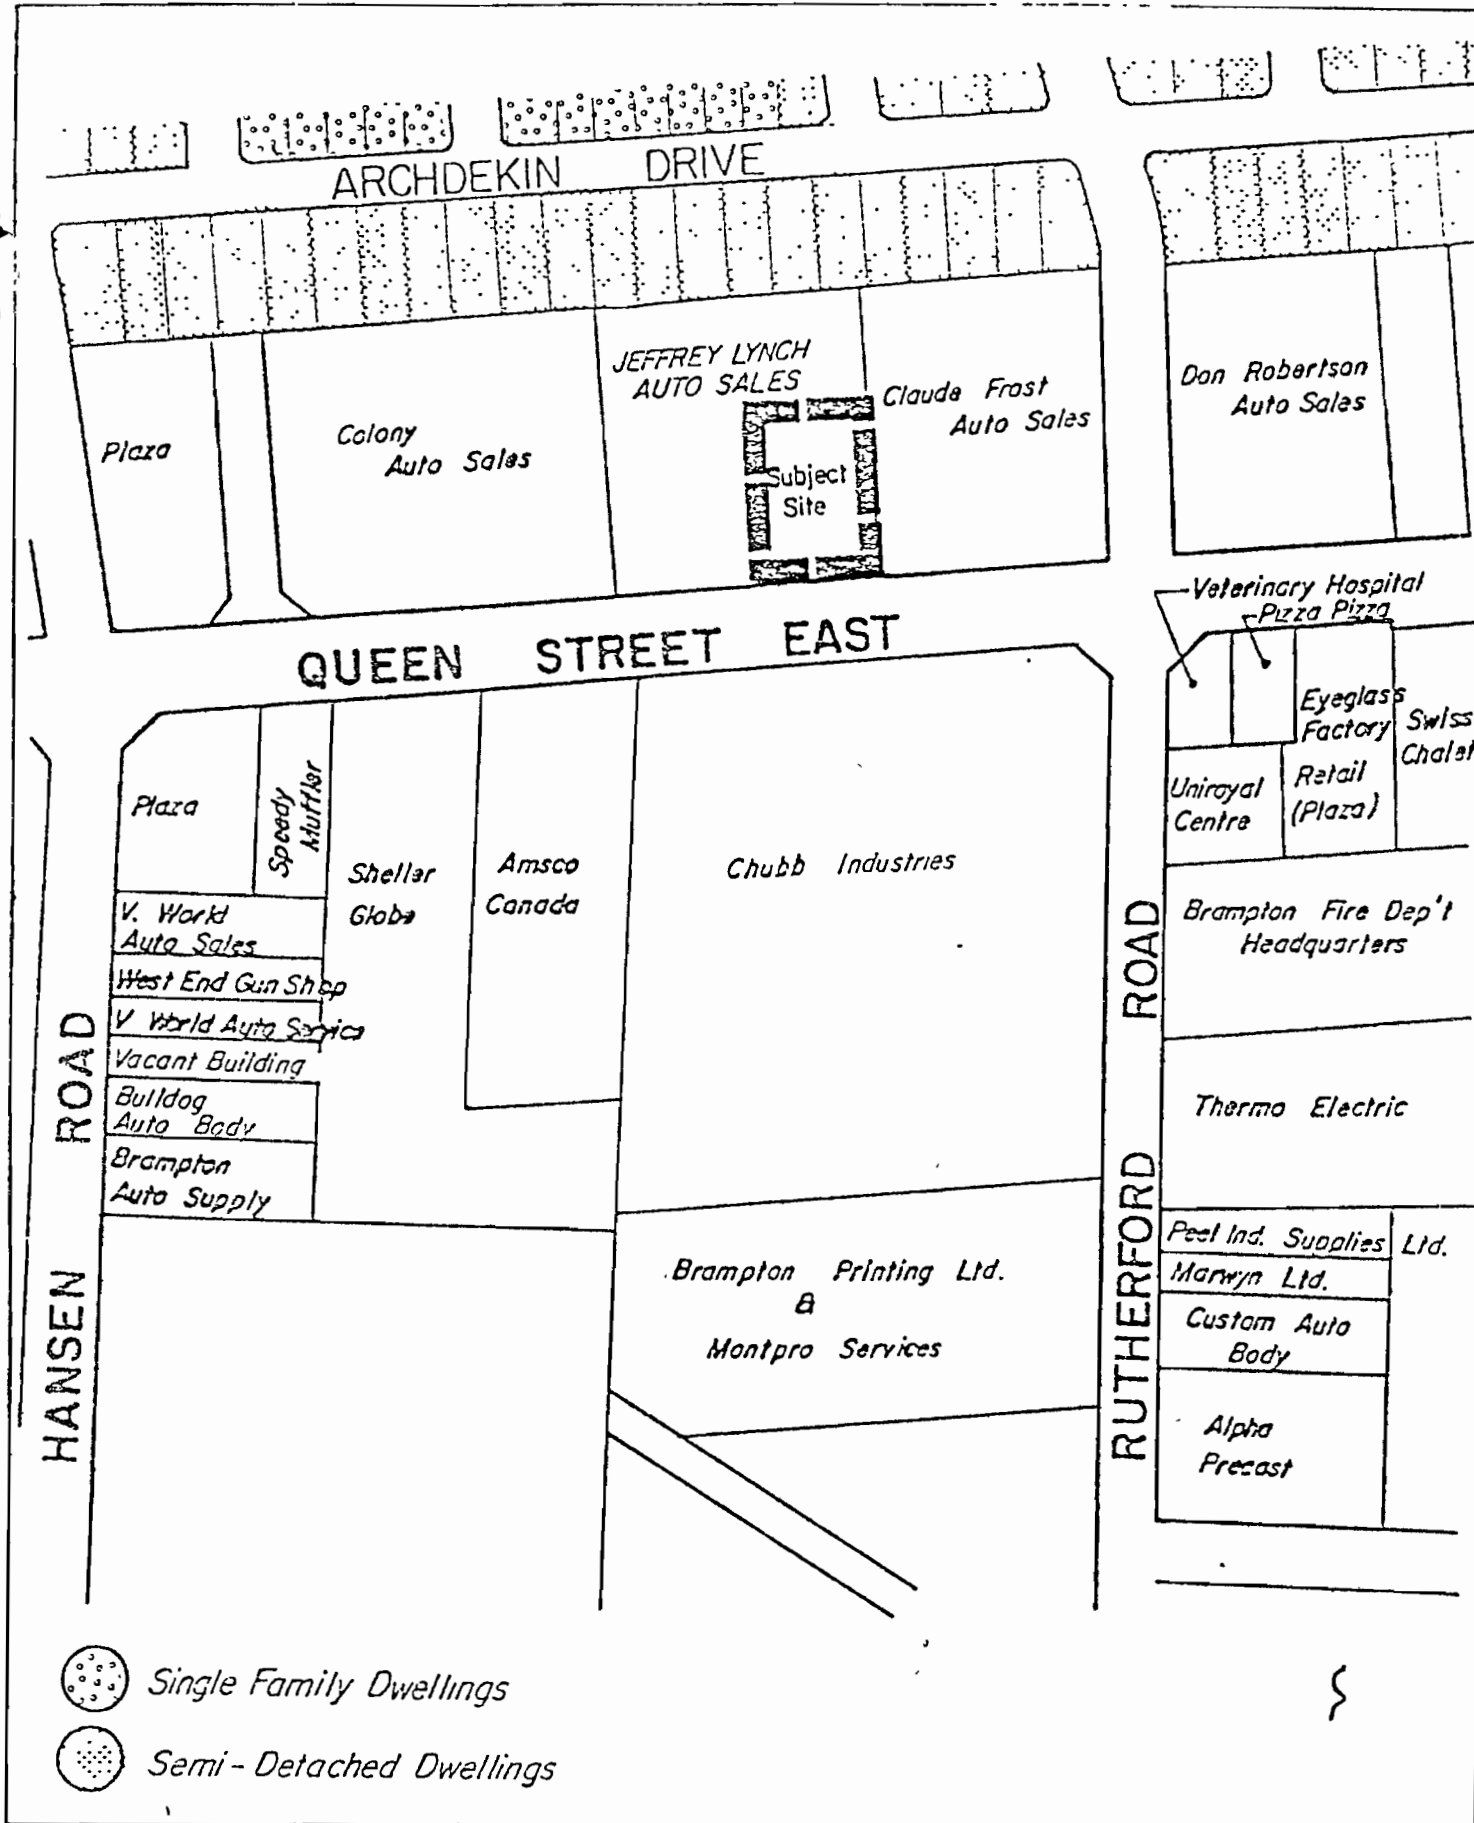 ARCHDEKIN DRIVE
JEFFREY LYNCH
AUTO SALES
Claude Frost
Auto Sales
Don Robertson
Auto Sales
Plaza
Colony
Auto Sales
Subject
Site
Veterinary Hospital
Pizza Pizza
QUEEN STREET EAST
Eyeglass
Factory
Swiss
Chalet
Plaza
Speedy
Muffler
Uniroyal
Centre
Retail
(Plaza)
Sheller
Globe
Amsco
Canada
Chubb Industries
V. World
Auto Sales
West End Gun Shop
V World Auto Service
Vacant Building
Bulldog
Auto Body
Brampton
Auto Supply
Brampton Fire Dep't
Headquarters
Thermo Electric
HANSEN ROAD
RUTHERFORD ROAD
Peel Ind. Supplies Ltd.
Marwyn Ltd.
Custom Auto
Body
Alpha
Precast
Brampton Printing Ltd.
&
Montpro Services
Single Family Dwellings
Semi-Detached Dwellings